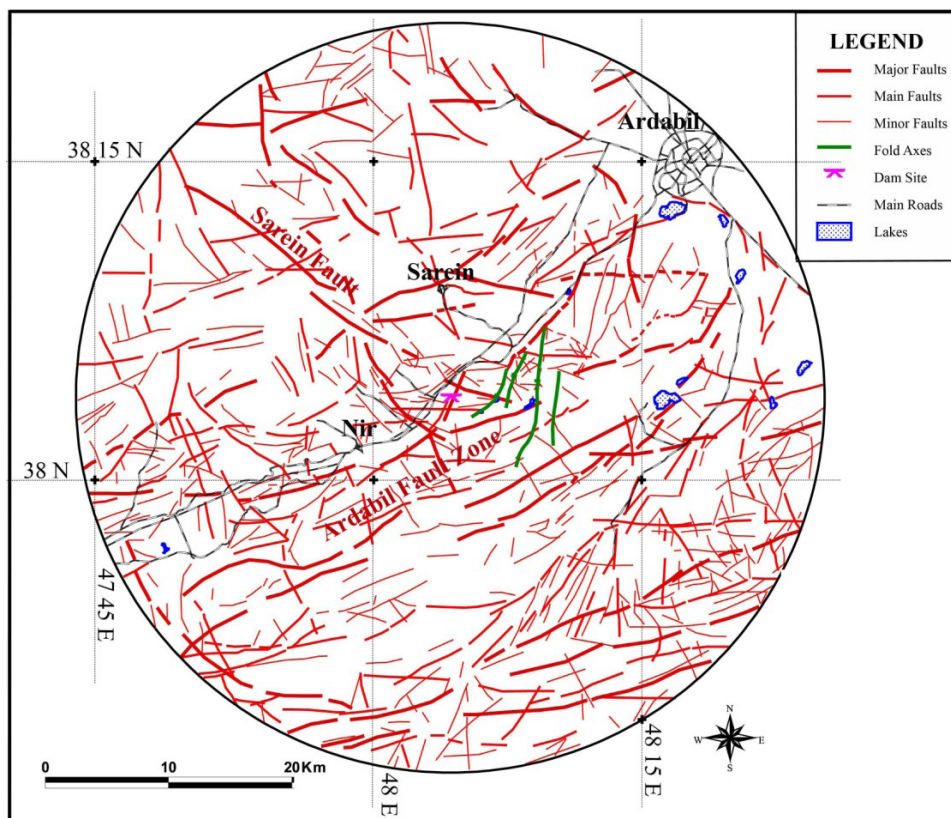 LEGEND
Major Faults
Main Faults
Minor Faults
Fold Axes
Dam Site
Main Roads
Lakes
Ardabil
38 15 N
Sarein Fault
Sarein
Nir
38 N
Ardabil Fault Zone
47 45 E
48 E
48 15 E
N
W E
S
0 10 20Km